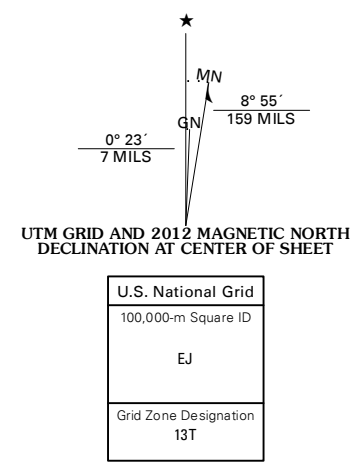 ★
MN
GN
8° 55´
159 MILS
0° 23´
7 MILS
UTM GRID AND 2012 MAGNETIC NORTH
DECLINATION AT CENTER OF SHEET
U.S. National Grid
100,000-m Square ID
EJ
Grid Zone Designation
13T